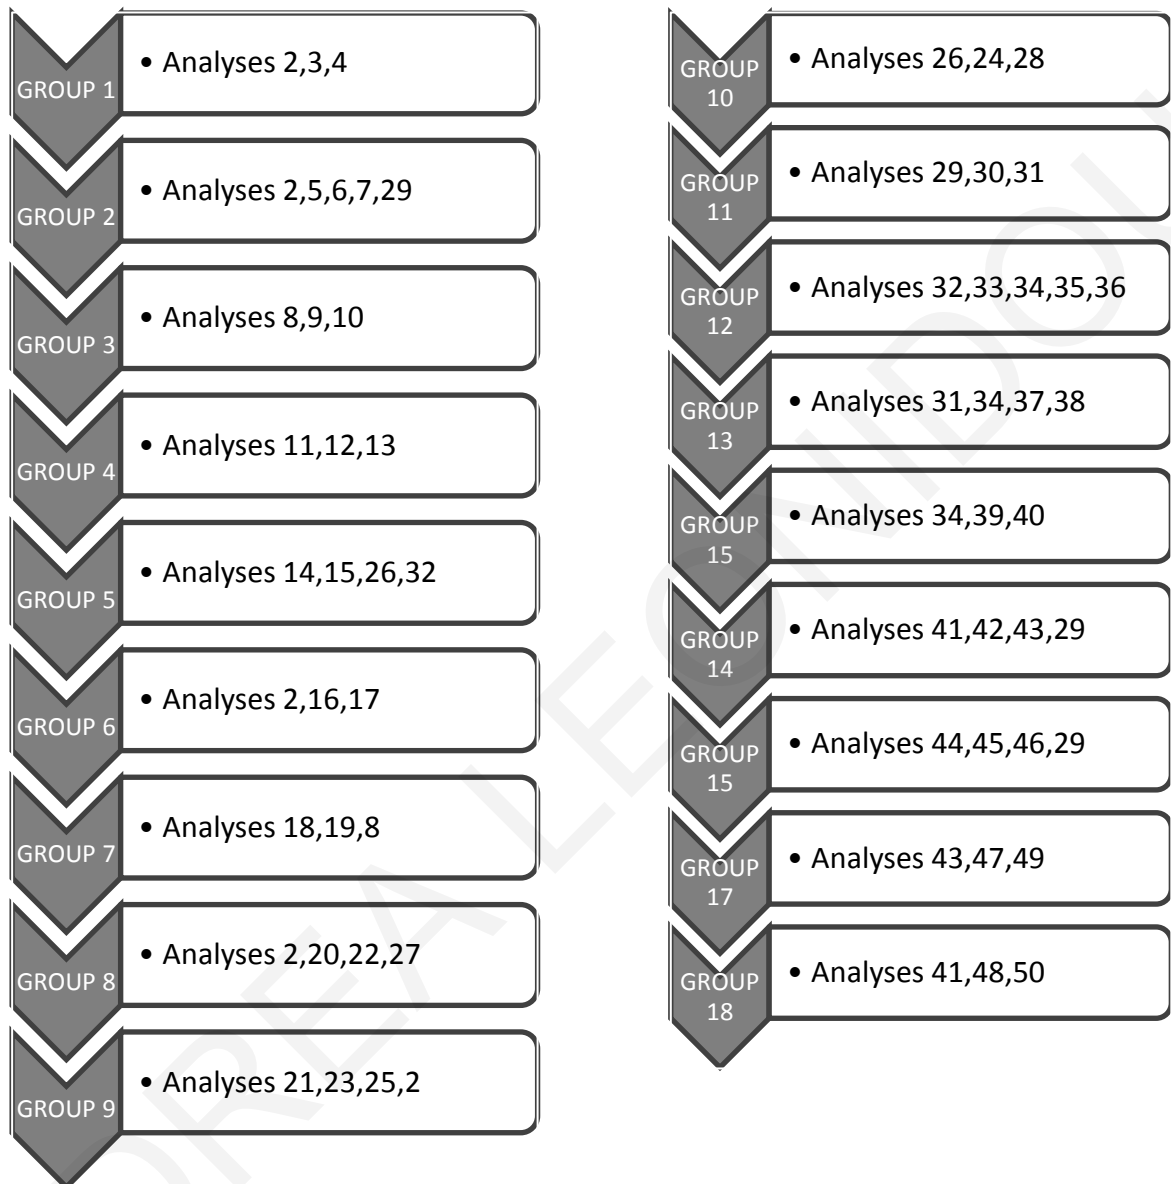 GROUP 1
• Analyses 2,3,4
GROUP 2
• Analyses 2,5,6,7,29
GROUP 3
• Analyses 8,9,10
GROUP 4
• Analyses 11,12,13
GROUP 5
• Analyses 14,15,26,32
GROUP 6
• Analyses 2,16,17
GROUP 7
• Analyses 18,19,8
GROUP 8
• Analyses 2,20,22,27
GROUP 9
• Analyses 21,23,25,2
GROUP
10
• Analyses 26,24,28
GROUP
11
• Analyses 29,30,31
GROUP
12
• Analyses 32,33,34,35,36
GROUP
13
• Analyses 31,34,37,38
GROUP
15
• Analyses 34,39,40
GROUP
14
• Analyses 41,42,43,29
GROUP
15
• Analyses 44,45,46,29
GROUP
17
• Analyses 43,47,49
GROUP
18
• Analyses 41,48,50